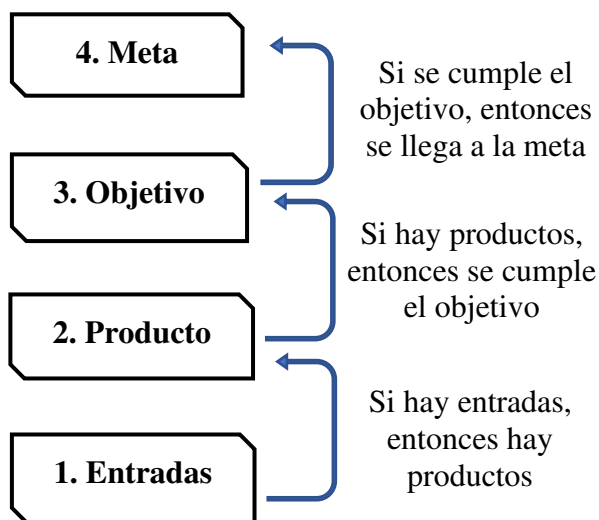 4. Meta
Si se cumple el
objetivo, entonces
se llega a la meta
3. Objetivo
Si hay productos,
entonces se cumple
el objetivo
2. Producto
Si hay entradas,
entonces hay
productos
1. Entradas